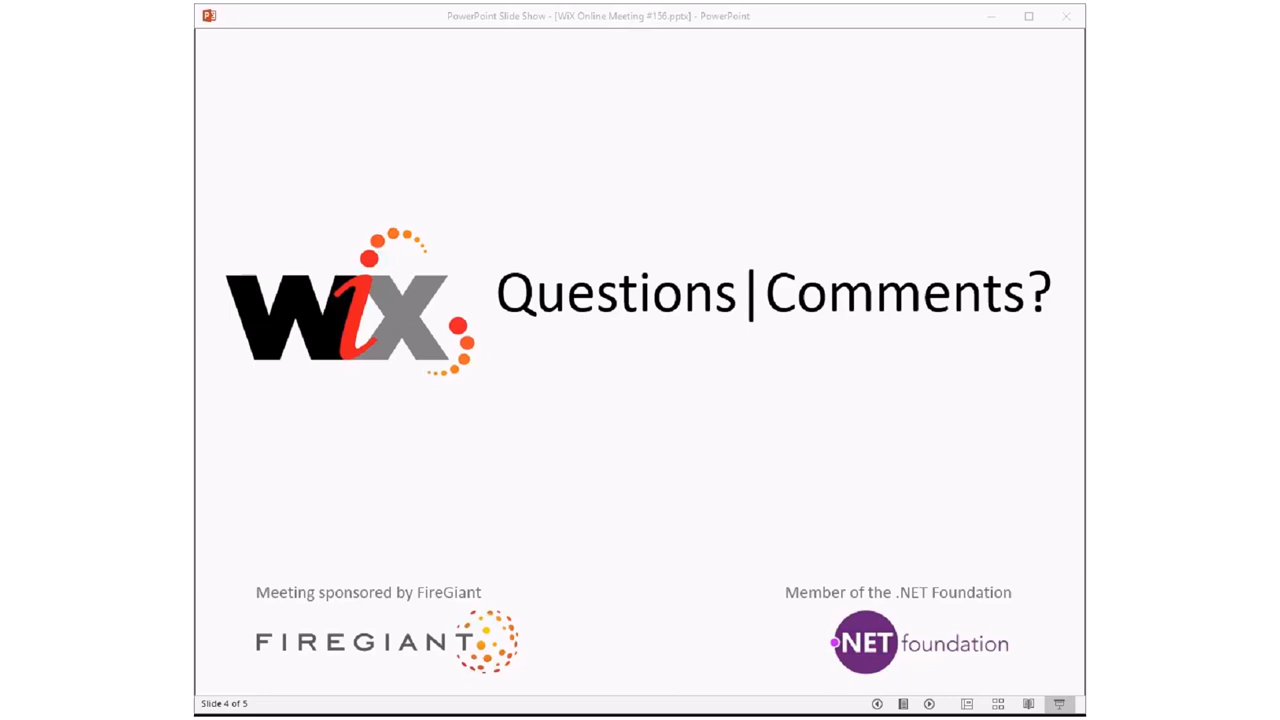 PowerPoint Slide Show - [WiX Online Meeting #156.pptx] - PowerPoint
WiX Questions|Comments?
Meeting sponsored by FireGiant
Member of the .NET Foundation
FIREGIANT
.NET foundation
Slide 4 of 5